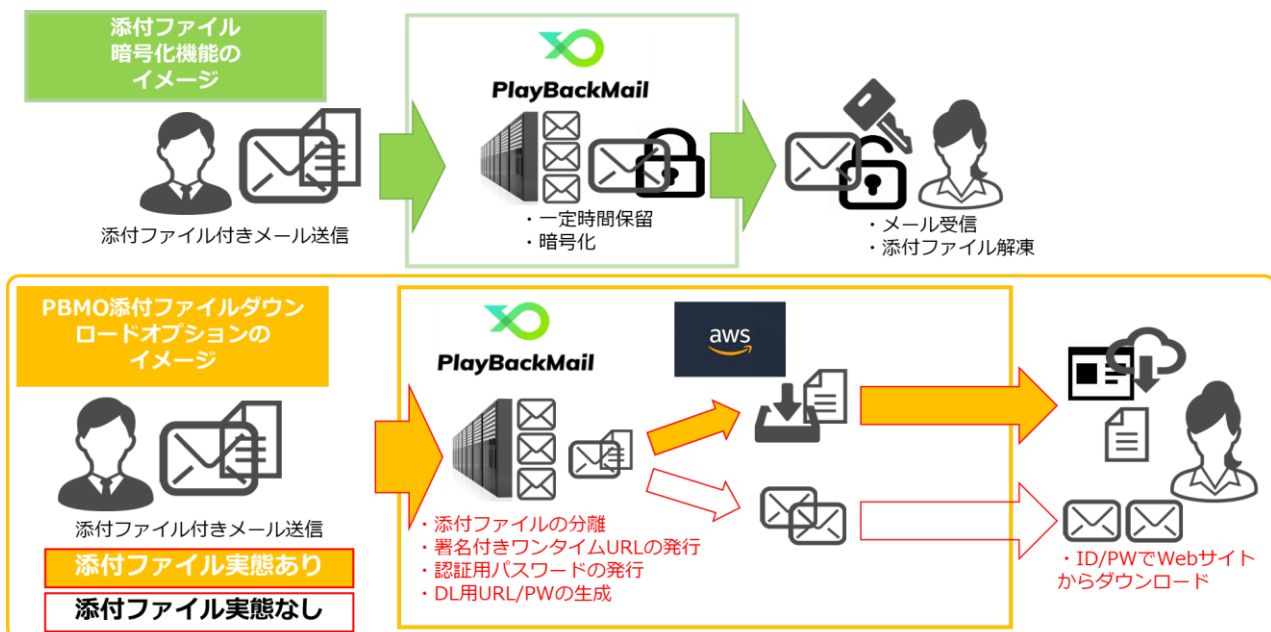 添付ファイル
暗号化機能の
イメージ
PlayBackMail
添付ファイル付きメール送信
・一定時間保留
・暗号化
・メール受信
・添付ファイル解凍
PBMO添付ファイルダウン
ロードオプションの
イメージ
PlayBackMail
aws
添付ファイル付きメール送信
添付ファイル実態あり
添付ファイル実態なし
・添付ファイルの分離
・署名付きワンタイムURLの発行
・認証用パスワードの発行
・DL用URL/PWの生成
・ID/PWでWebサイト
からダウンロード